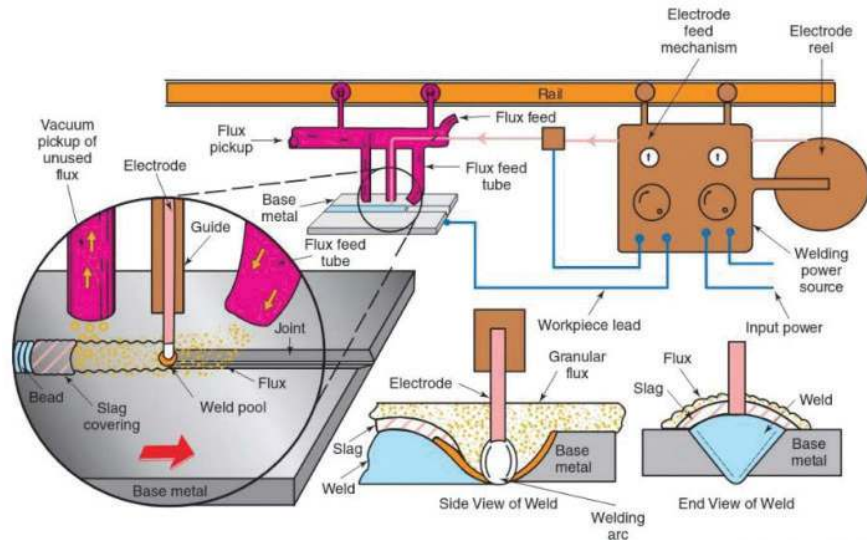 Electrode
feed
mechanism
Electrode
reel
Rail
Flux feed
Vacuum
pickup of
unused
flux
Flux
pickup
Electrode
Flux feed
tube
Base
metal
Guide
Flux feed
tube
Welding
power
source
Workpiece lead
Input power
Joint
Granular
flux
Electrode
Flux
Slag
Weld
Flux
Bead
Slag
covering
Weld pool
Slag
Base
metal
Base
metal
Weld
Base metal
Side View of Weld
End View of Weld
Welding
arc